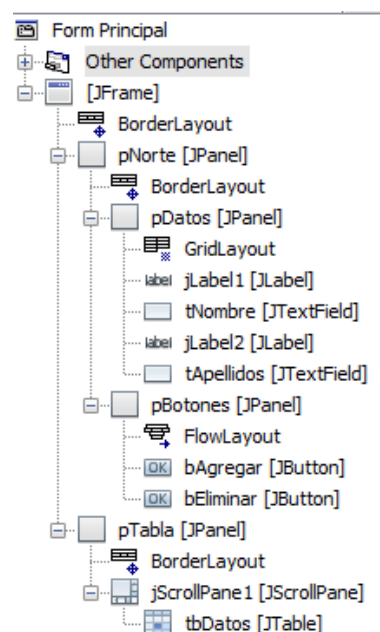 Form Principal
Other Components
[JFrame]
BorderLayout
pNorte [JPanel]
BorderLayout
pDatos [JPanel]
GridLayout
label jLabel1 [JLabel]
tNombre [JTextField]
label jLabel2 [JLabel]
tApellidos [JTextField]
pBotones [JPanel]
FlowLayout
OK bAgregar [JButton]
OK bEliminar [JButton]
pTabla [JPanel]
BorderLayout
jScrollPane1 [JScrollPane]
tbDatos [JTable]